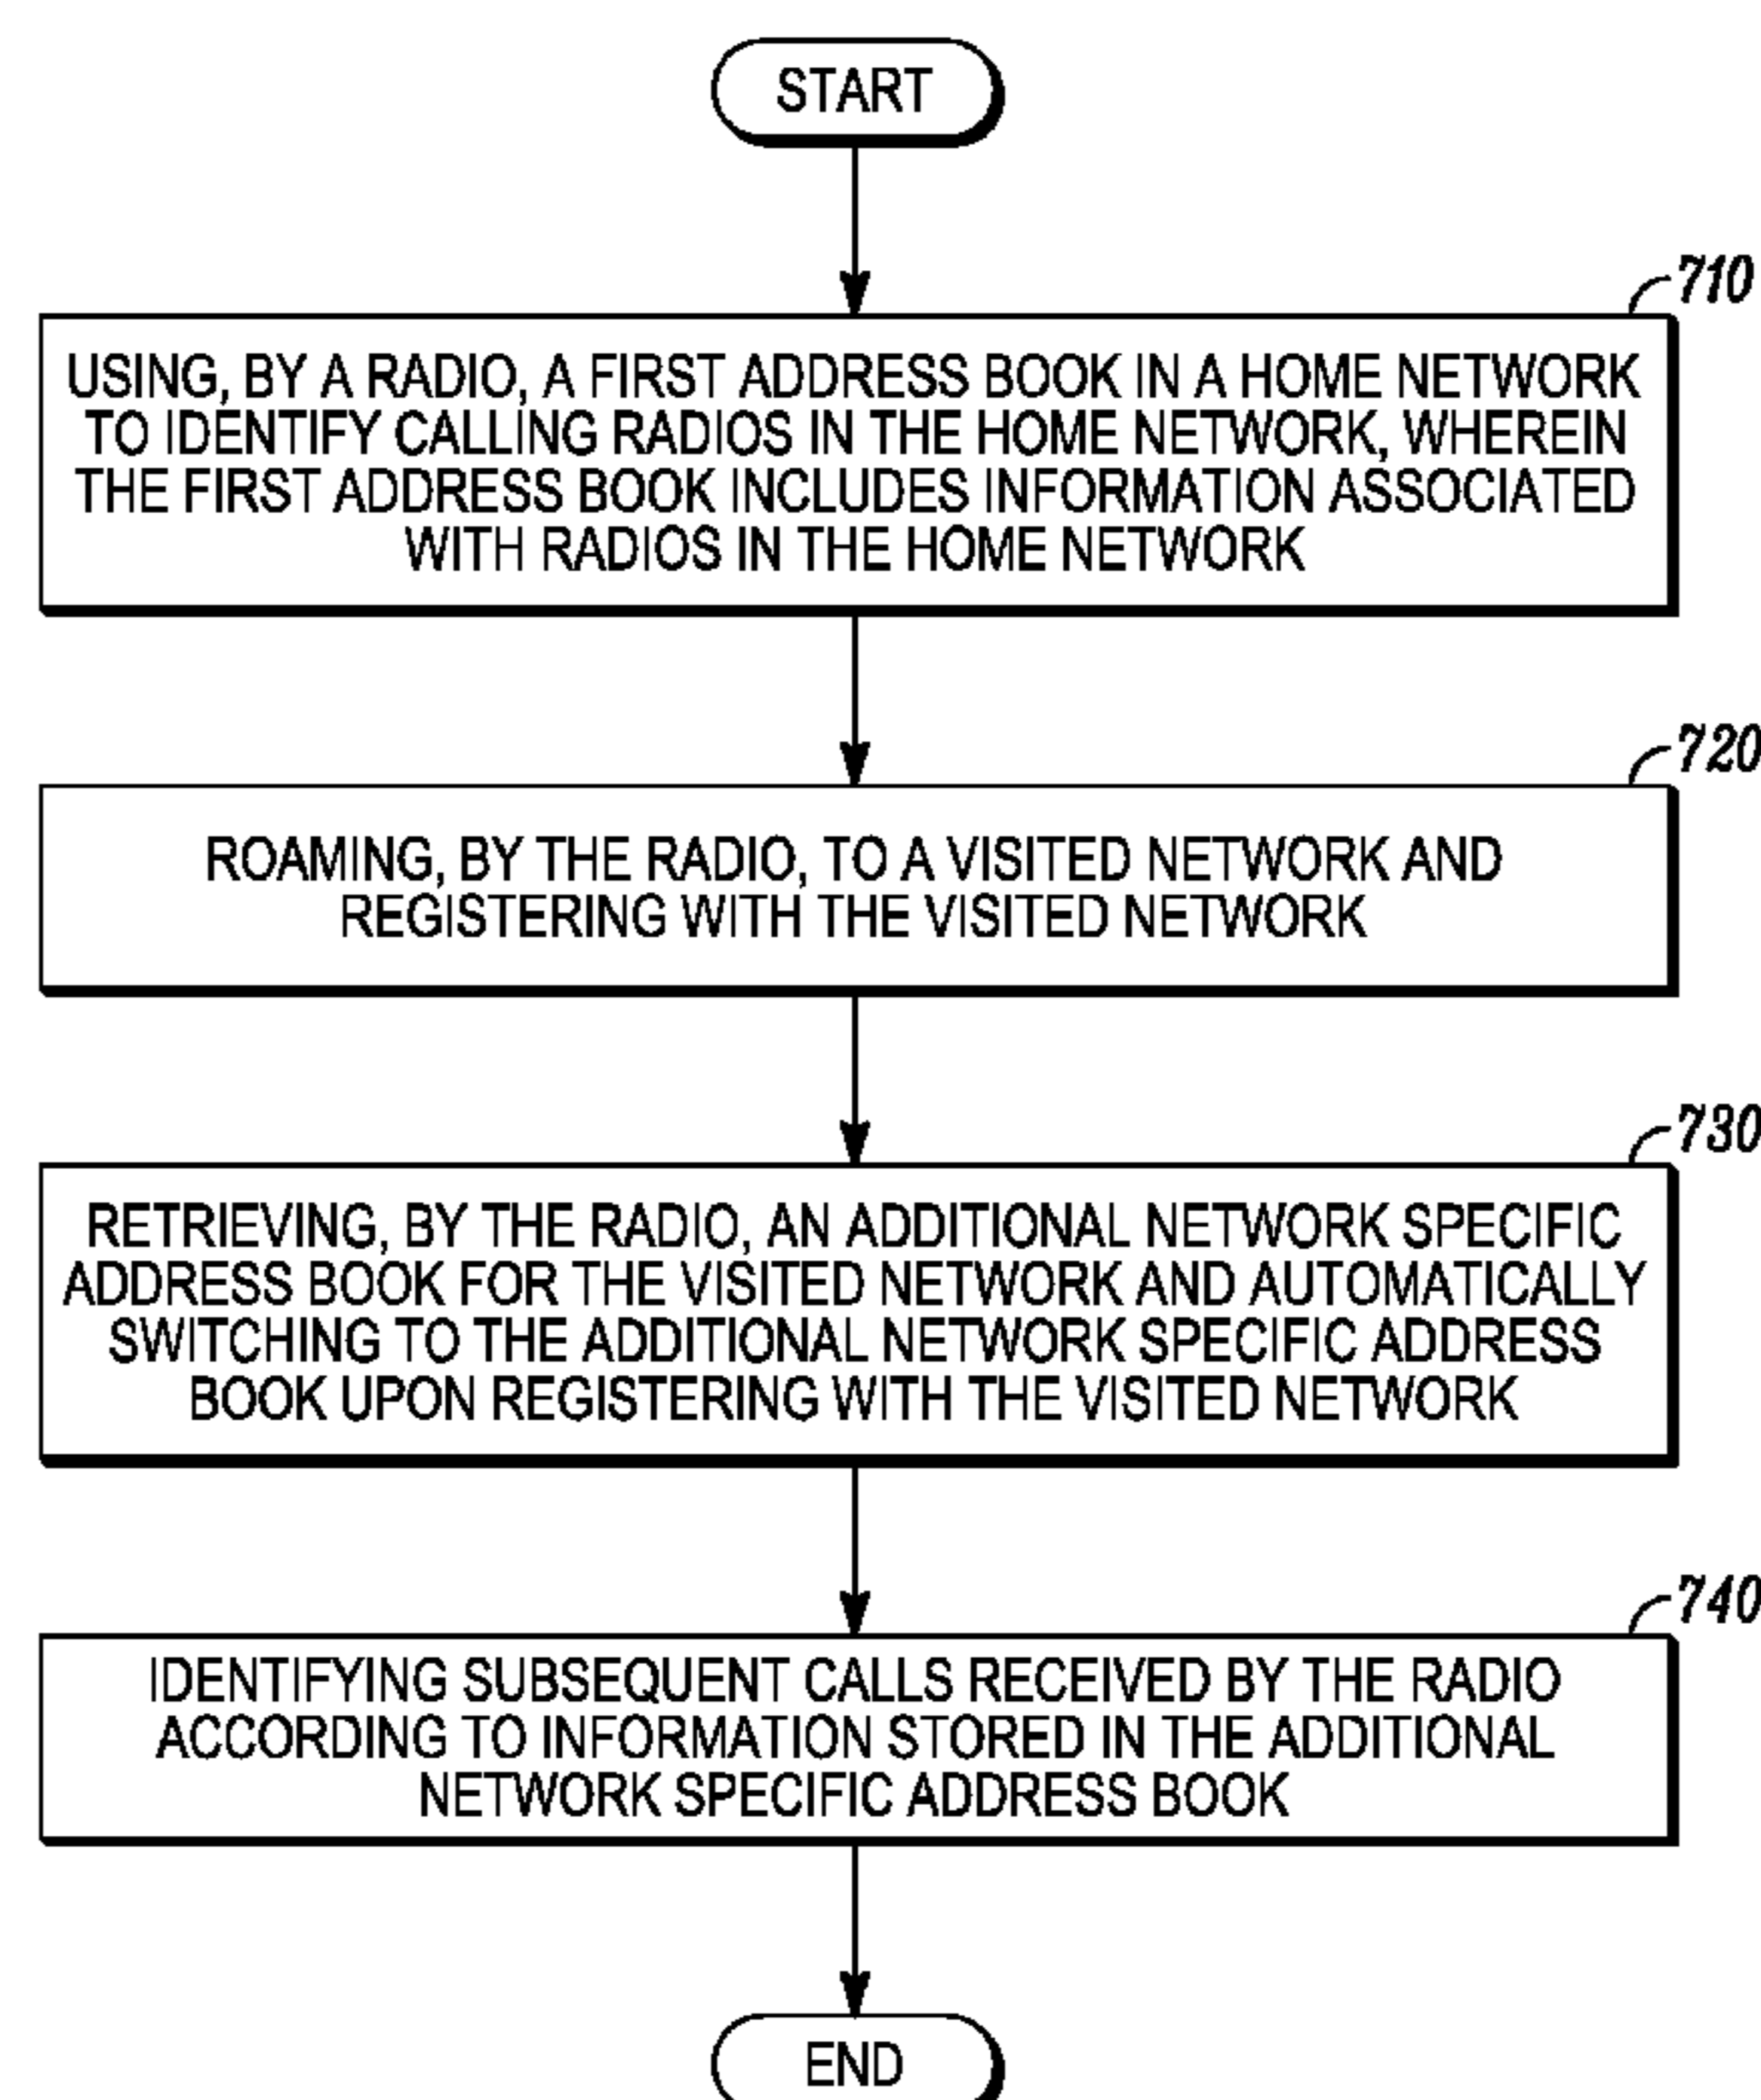 START
710
USING, BY A RADIO, A FIRST ADDRESS BOOK IN A HOME NETWORK
TO IDENTIFY CALLING RADIOS IN THE HOME NETWORK, WHEREIN
THE FIRST ADDRESS BOOK INCLUDES INFORMATION ASSOCIATED
WITH RADIOS IN THE HOME NETWORK
720
ROAMING, BY THE RADIO, TO A VISITED NETWORK AND
REGISTERING WITH THE VISITED NETWORK
730
RETRIEVING, BY THE RADIO, AN ADDITIONAL NETWORK SPECIFIC
ADDRESS BOOK FOR THE VISITED NETWORK AND AUTOMATICALLY
SWITCHING TO THE ADDITIONAL NETWORK SPECIFIC ADDRESS
BOOK UPON REGISTERING WITH THE VISITED NETWORK
740
IDENTIFYING SUBSEQUENT CALLS RECEIVED BY THE RADIO
ACCORDING TO INFORMATION STORED IN THE ADDITIONAL
NETWORK SPECIFIC ADDRESS BOOK
END